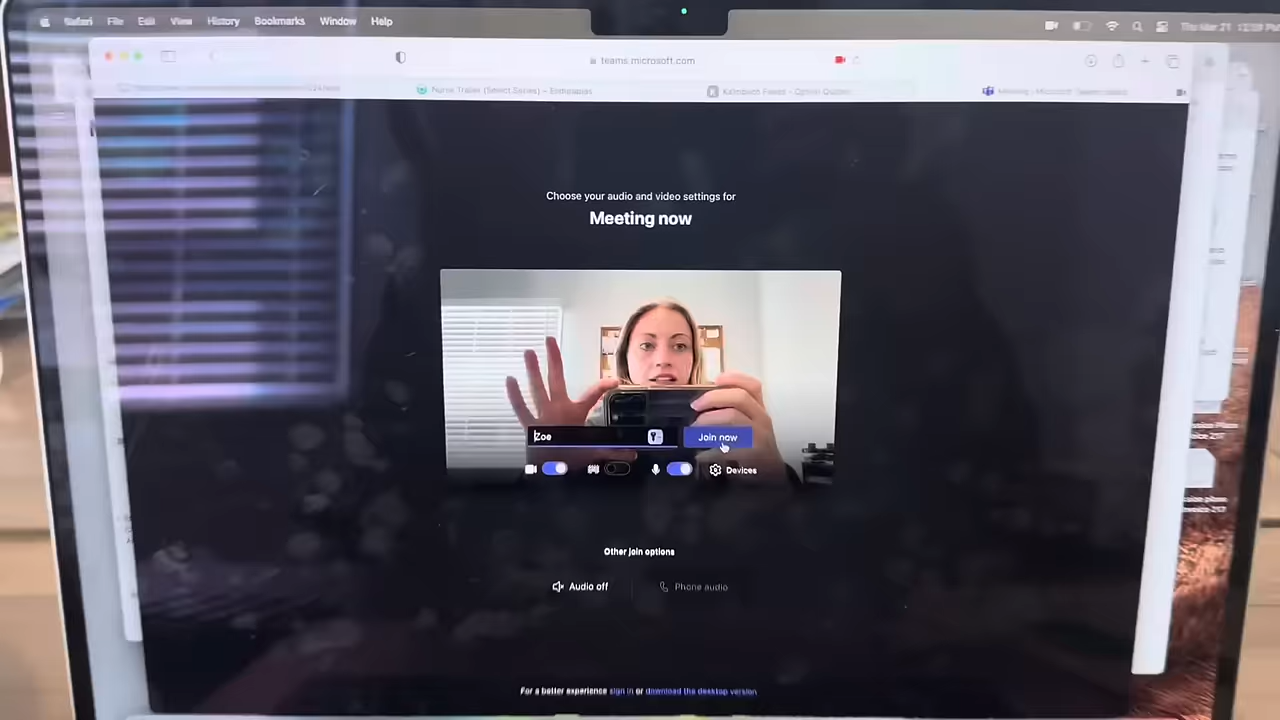 Safari File Edit View History Bookmarks Window Help
teams.microsoft.com
Choose your audio and video settings for
Meeting now
Zoe
Join now
Devices
Other join options
Audio off
Phone audio
For a better experience sign in or download the desktop version